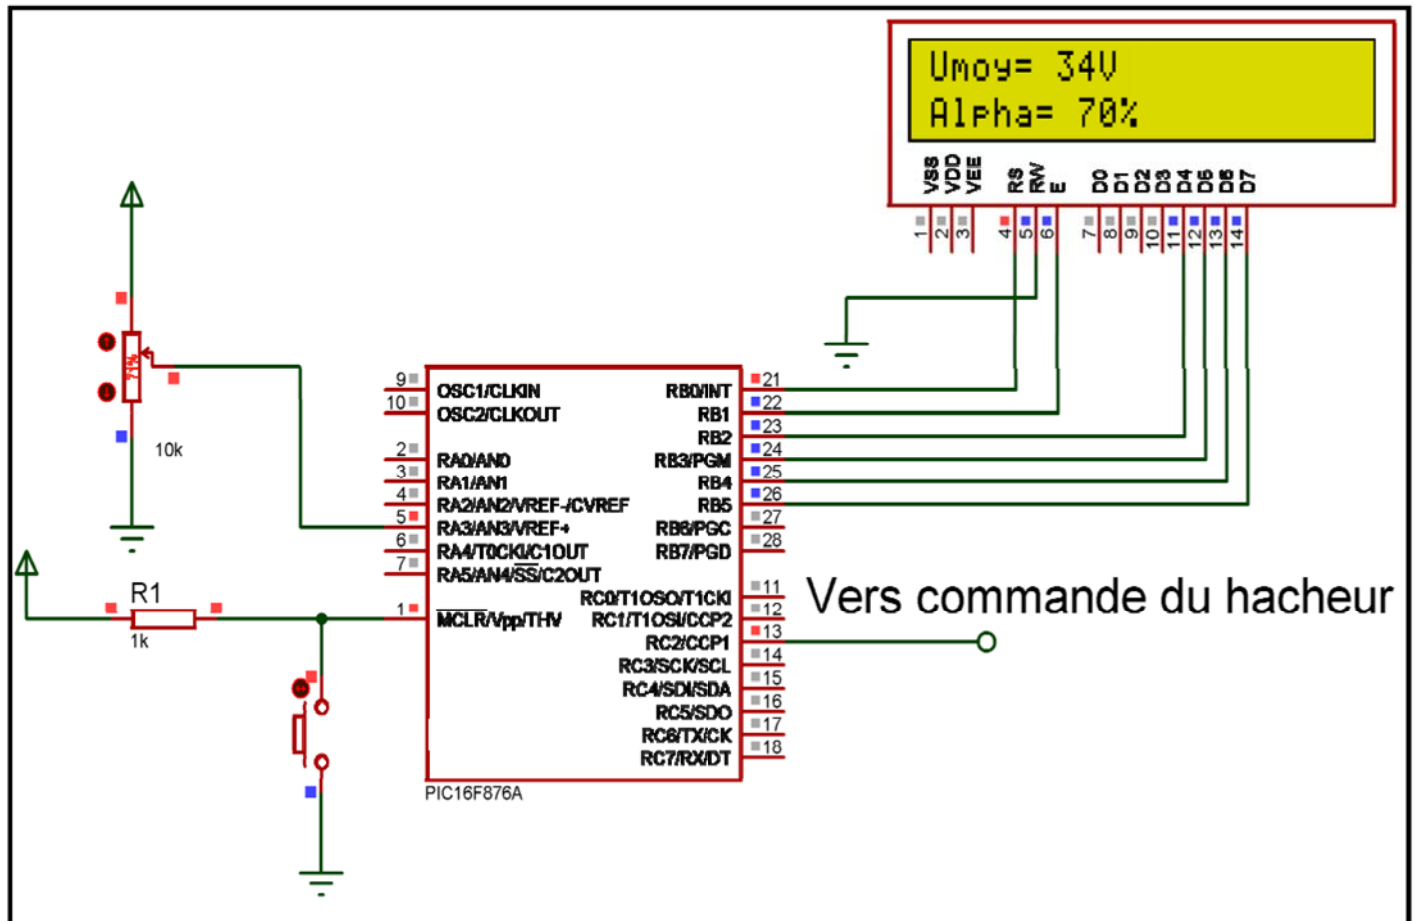 Umoy= 34V
Alpha= 70%
VSS
VDD
VEE
RS
RW
E
D0
D1
D2
D3
D4
D5
D6
D7
1
2
3
4
5
6
7
8
9
10
11
12
13
14
71%
10k
R1
1k
9
OSC1/CLKIN
10
OSC2/CLKOUT
2
RA0/AN0
3
RA1/AN1
4
RA2/AN2/VREF-/CVREF
5
RA3/AN3/VREF+
6
RA4/T0CKI/C1OUT
7
RA5/AN4/SS/C2OUT
1
MCLR/Vpp/THV
RB0/INT
21
RB1
22
RB2
23
RB3/PGM
24
RB4
25
RB5
26
RB6/PGC
27
RB7/PGD
28
RC0/T1OSO/T1CKI
11
RC1/T1OSI/CCP2
12
RC2/CCP1
13
RC3/SCK/SCL
14
RC4/SDI/SDA
15
RC5/SDO
16
RC6/TX/CK
17
RC7/RX/DT
18
PIC16F876A
Vers commande du hacheur